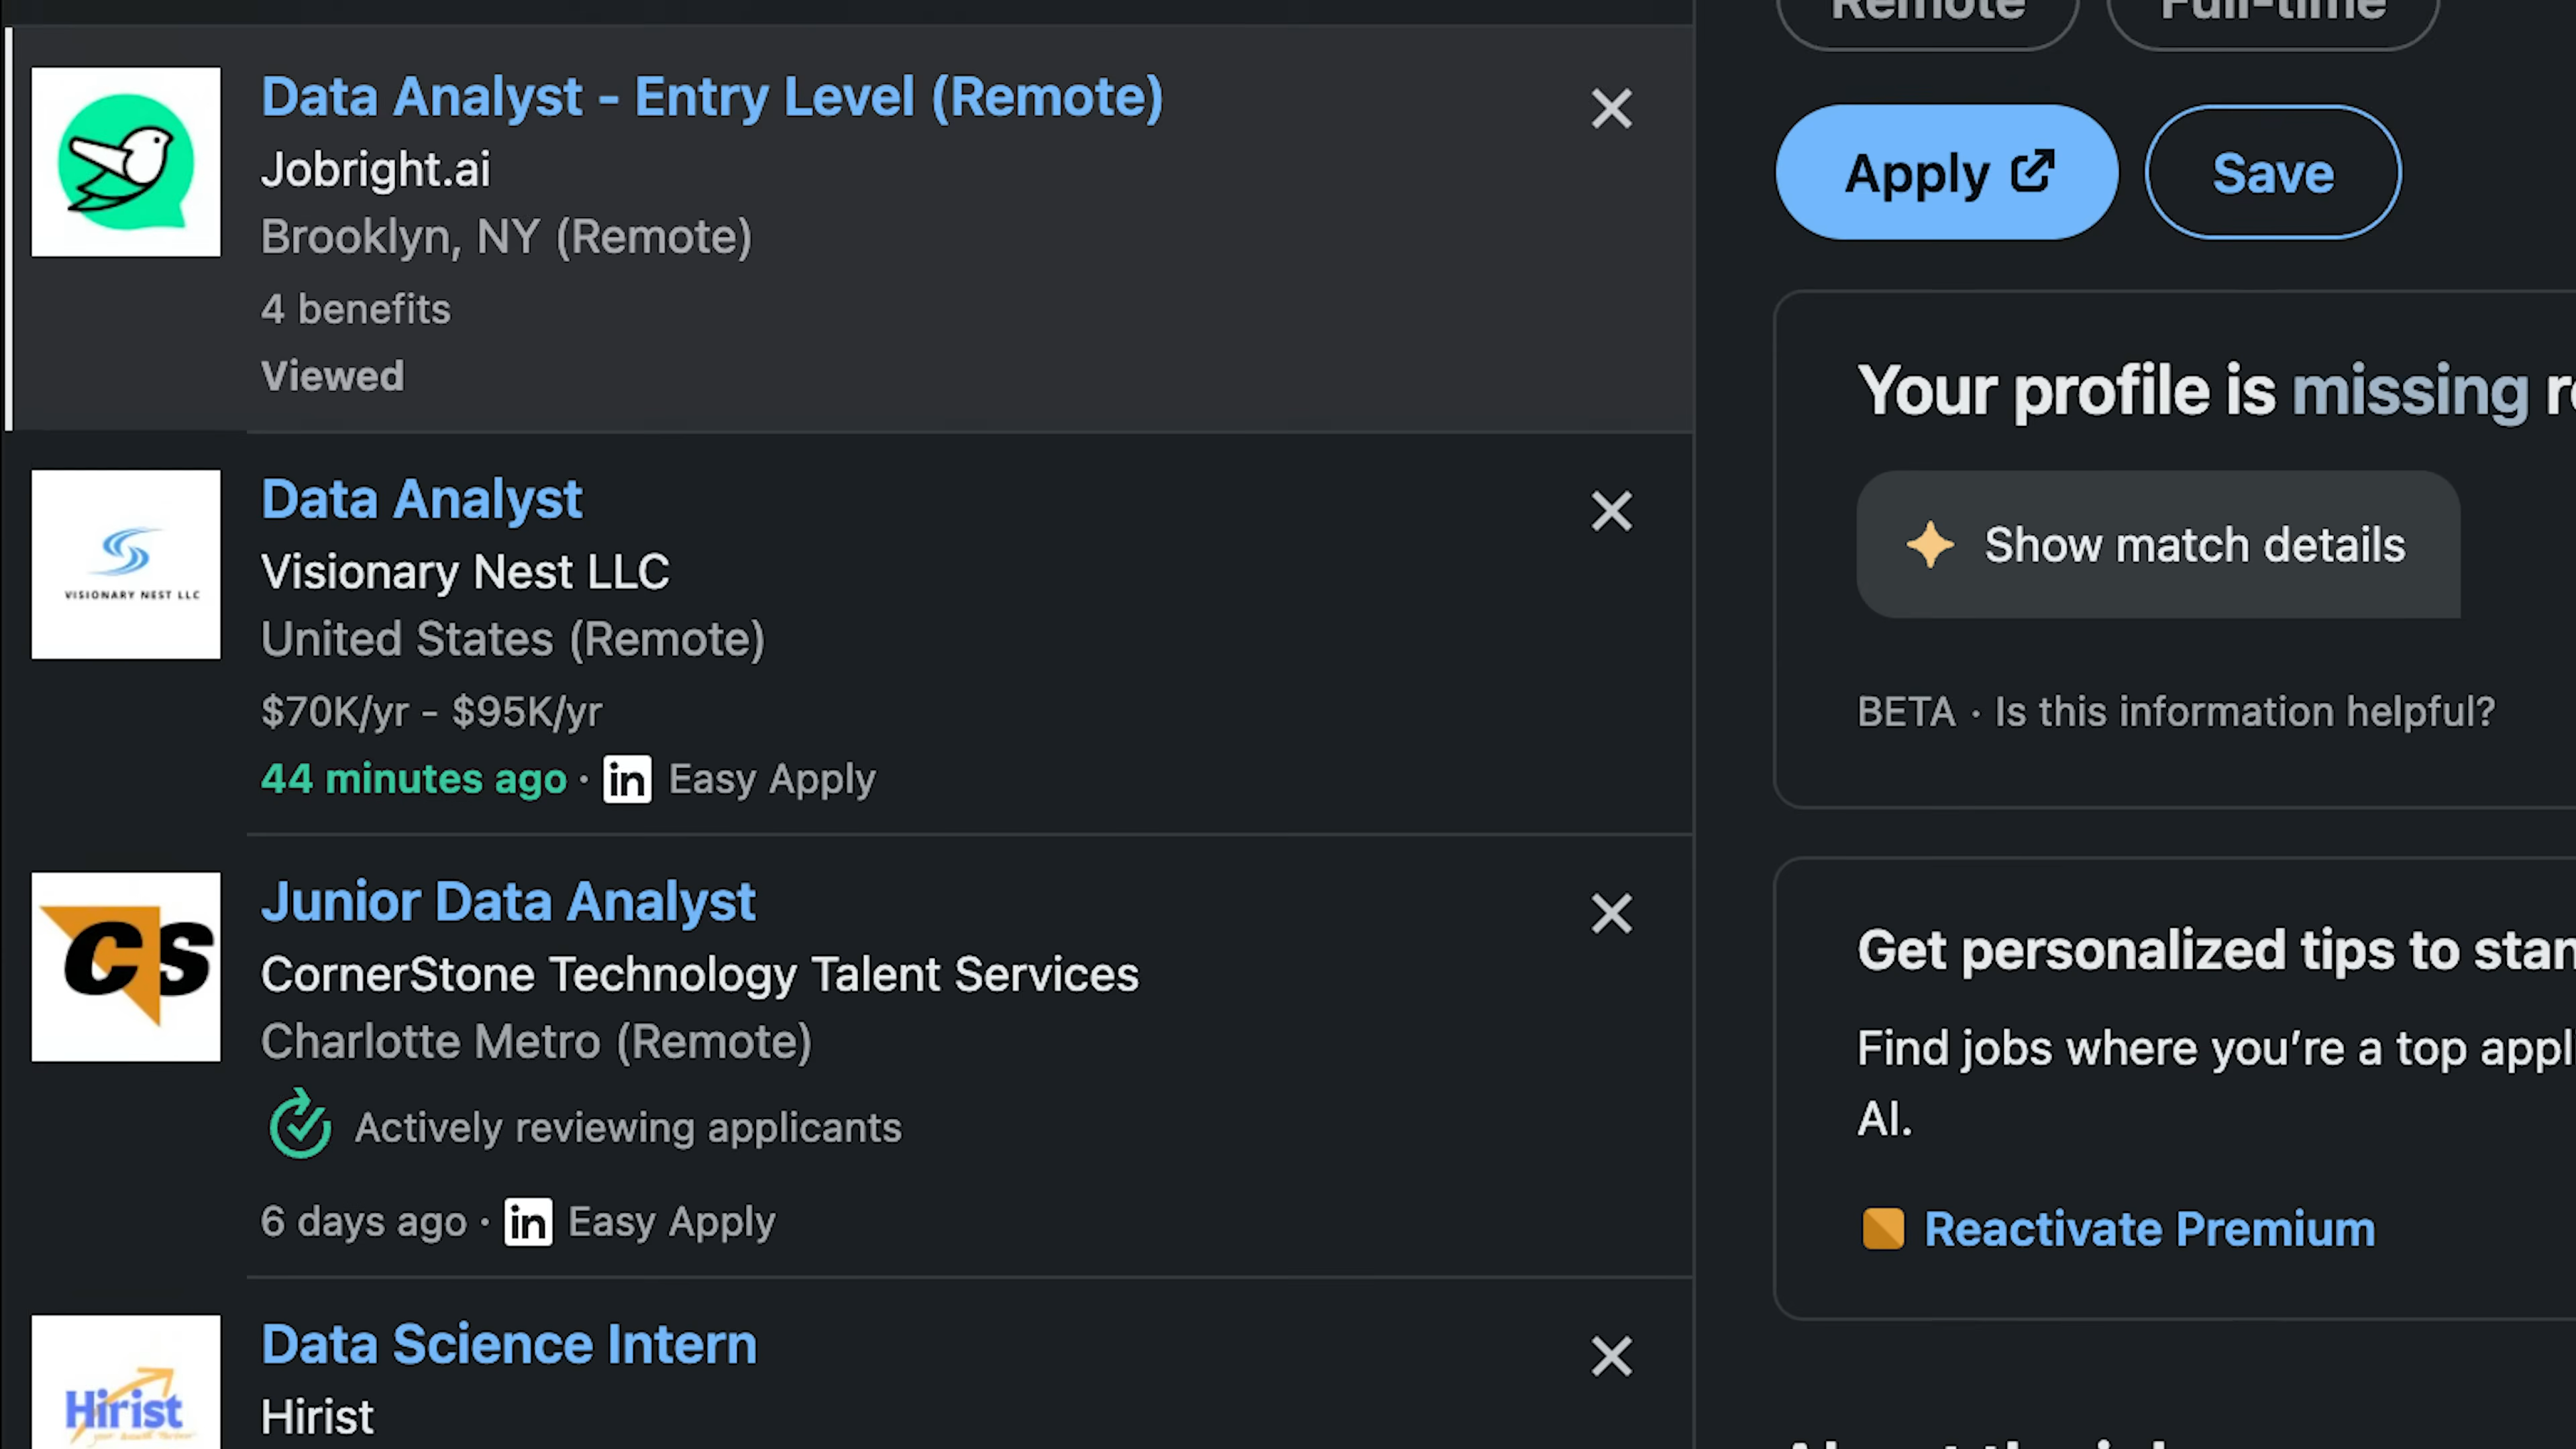 Data Analyst - Entry Level (Remote)
Jobright.ai
Brooklyn, NY (Remote)
4 benefits
Viewed
VISIONARY NEST LLC
Data Analyst
Visionary Nest LLC
United States (Remote)
$70K/yr - $95K/yr
44 minutes ago · in Easy Apply
CS
Junior Data Analyst
CornerStone Technology Talent Services
Charlotte Metro (Remote)
Actively reviewing applicants
6 days ago · in Easy Apply
Hirist
Data Science Intern
Hirist
Remote Full-time
Apply Save
Your profile is missing
Show match details
BETA · Is this information helpful?
Get personalized tips to
Find jobs where you’re a top
AI.
Reactivate Premium